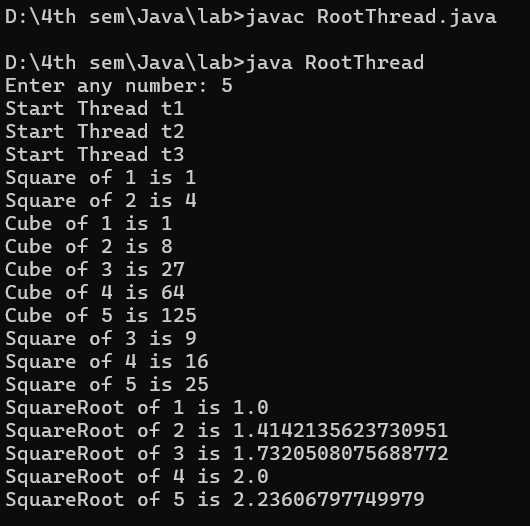 D:\4th sem\Java\lab>javac RootThread.java
D:\4th sem\Java\lab>java RootThread
Enter any number: 5
Start Thread t1
Start Thread t2
Start Thread t3
Square of 1 is 1
Square of 2 is 4
Cube of 1 is 1
Cube of 2 is 8
Cube of 3 is 27
Cube of 4 is 64
Cube of 5 is 125
Square of 3 is 9
Square of 4 is 16
Square of 5 is 25
SquareRoot of 1 is 1.0
SquareRoot of 2 is 1.4142135623730951
SquareRoot of 3 is 1.7320508075688772
SquareRoot of 4 is 2.0
SquareRoot of 5 is 2.23606797749979